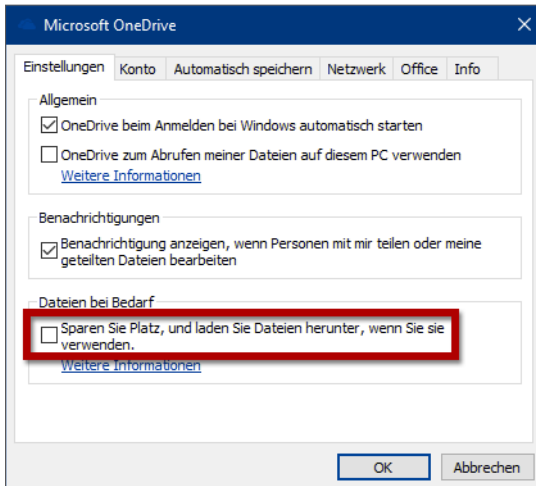 Microsoft OneDrive
Einstellungen Konto Automatisch speichern Netzwerk Office Info
Allgemein
OneDrive beim Anmelden bei Windows automatisch starten
OneDrive zum Abrufen meiner Dateien auf diesem PC verwenden
Weitere Informationen
Benachrichtigungen
Benachrichtigung anzeigen, wenn Personen mit mir teilen oder meine
geteilten Dateien bearbeiten
Dateien bei Bedarf
Sparen Sie Platz, und laden Sie Dateien herunter, wenn Sie sie
verwenden.
Weitere Informationen
OK Abbrechen